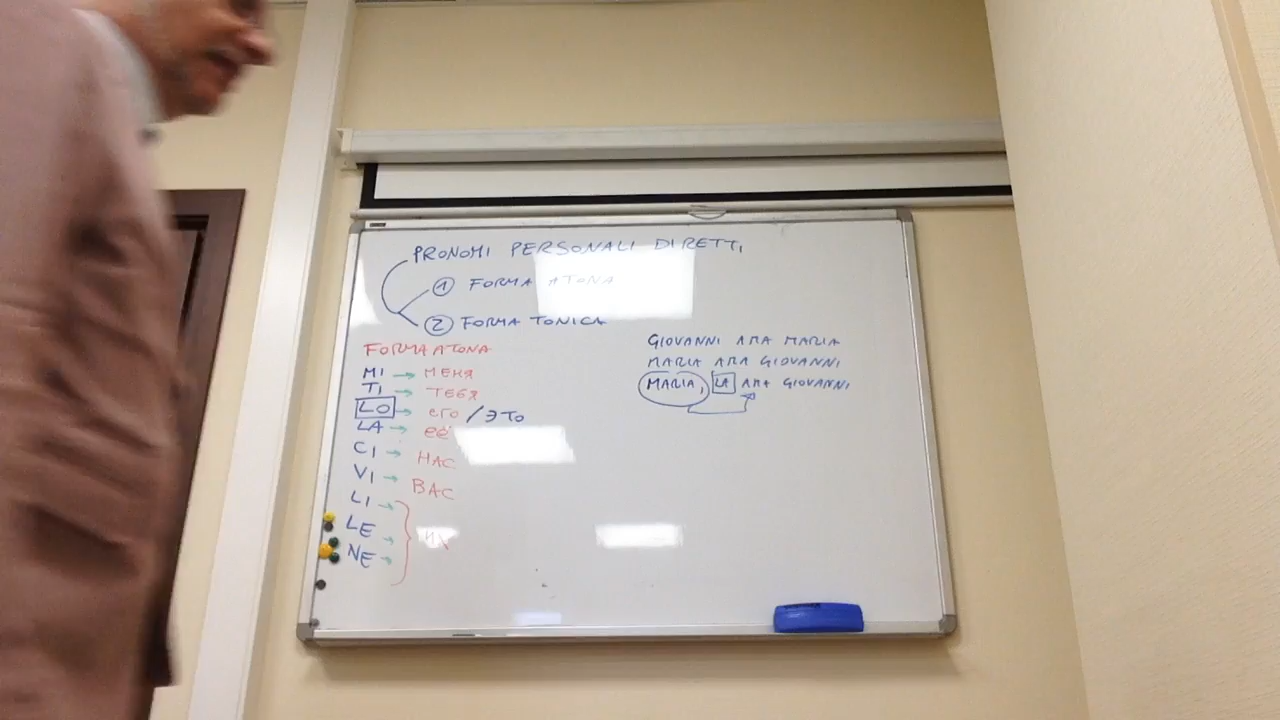 PRONOMI PERSONALI DIRETTI
1 FORMA ATONA
2 FORMA TONICA
FORMA ATONA
MI → МЕНЯ
TI → ТЕБЯ
LO → его / ЭТО
LA → её
CI → НАС
VI → ВАС
LI →
LE → ИХ
NE →
GIOVANNI AMA MARIA
MARIA AMA GIOVANNI
MARIA, LA AMA GIOVANNI